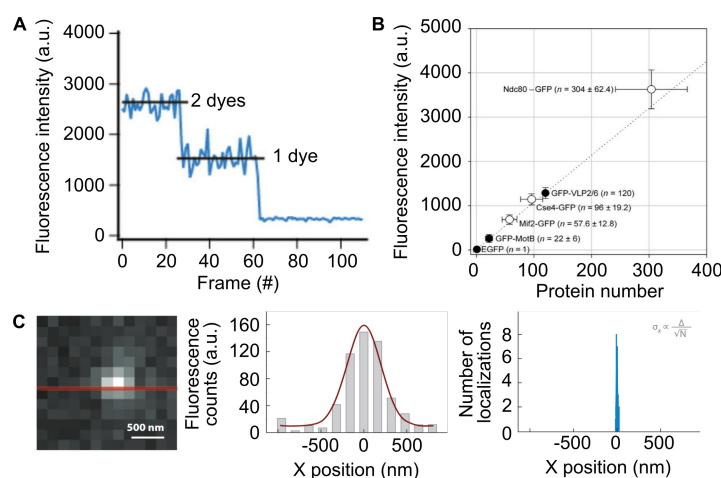 A
Fluorescence intensity (a.u.)
4000
3000
2000
1000
0
2 dyes
1 dye
0 20 40 60 80 100
Frame (#)
B
Fluorescence intensity (a.u.)
5000
4000
3000
2000
1000
0
Ndc80 – GFP (n = 304 ± 62.4)
GFP-VLP2/6 (n = 120)
Cse4-GFP (n = 96 ± 19.2)
Mif2-GFP (n = 57.6 ± 12.8)
GFP-MotB (n = 22 ± 6)
EGFP (n = 1)
0 100 200 300 400
Protein number
C
500 nm
Fluorescence
counts (a.u.)
160
120
80
40
0
-500 0 500
X position (nm)
Number of
localizations
8
6
4
2
0
σx ∝ Δ/√N
-500 0 500
X position (nm)